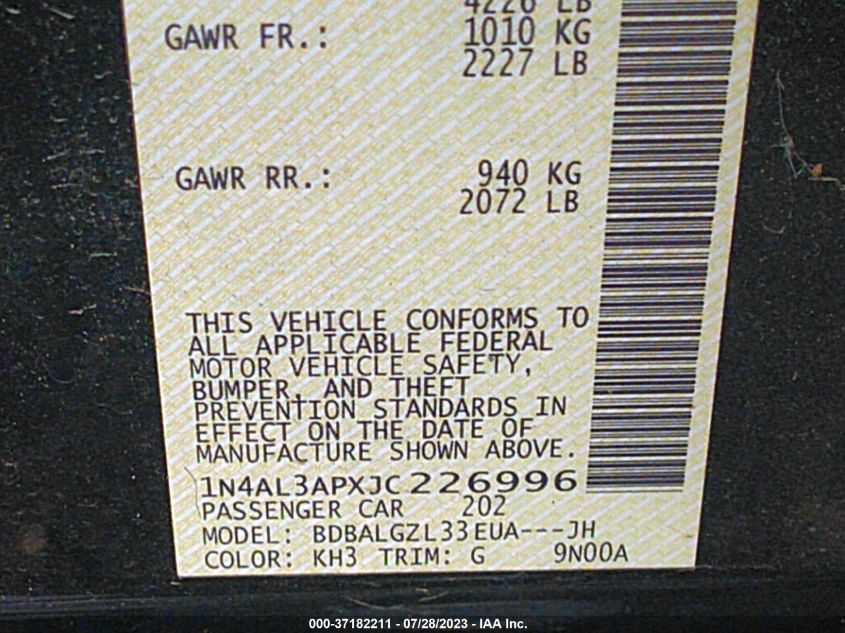 4226 LB
GAWR FR.: 1010 KG
2227 LB
GAWR RR.: 940 KG
2072 LB
THIS VEHICLE CONFORMS TO
ALL APPLICABLE FEDERAL
MOTOR VEHICLE SAFETY,
BUMPER, AND THEFT
PREVENTION STANDARDS IN
EFFECT ON THE DATE OF
MANUFACTURE SHOWN ABOVE.
1N4AL3APXJC226996
PASSENGER CAR 202
MODEL: BDBALGZL33EUA---JH
COLOR: KH3 TRIM: G 9N00A
000-37182211 - 07/28/2023 - IAA Inc.